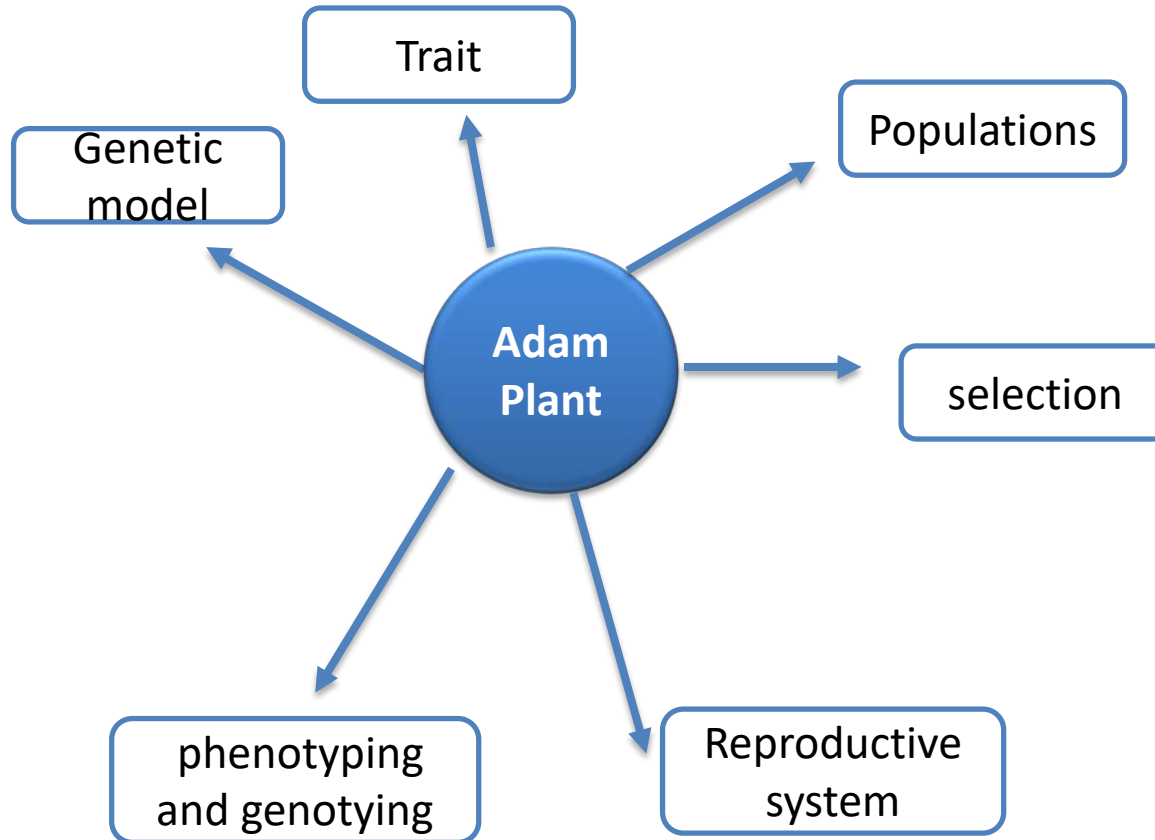 Trait
Populations
Genetic
model
Adam
Plant
selection
phenotyping
and genotying
Reproductive
system